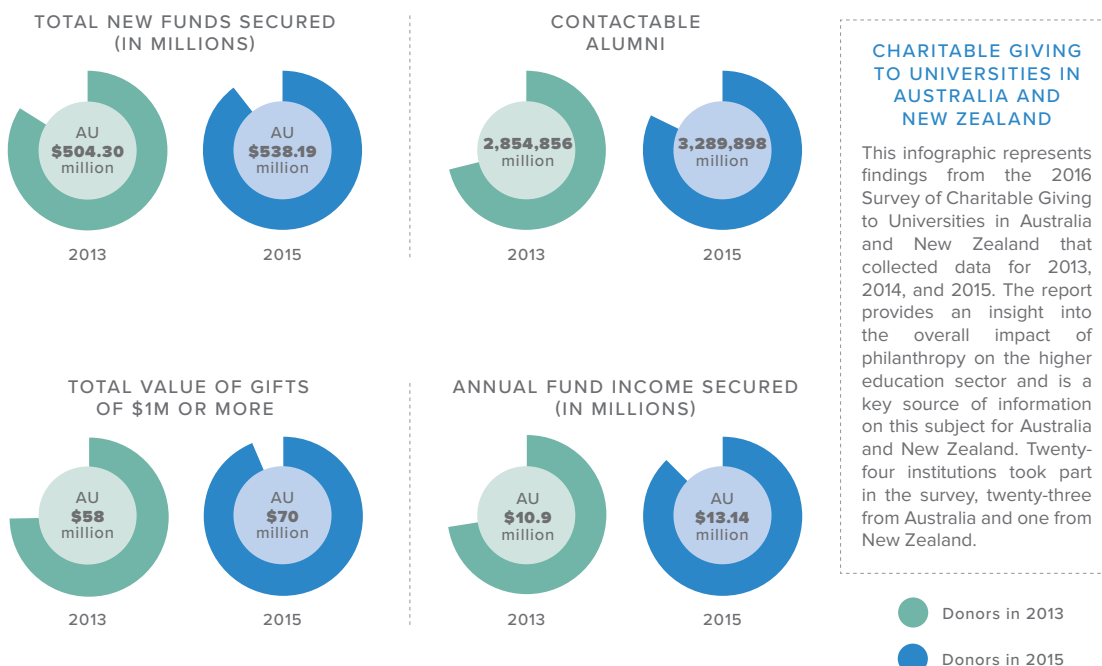 TOTAL NEW FUNDS SECURED
(IN MILLIONS)
AU
$504.30
million
2013
AU
$538.19
million
2015
CONTACTABLE
ALUMNI
2,854,856
million
2013
3,289,898
million
2015
TOTAL VALUE OF GIFTS
OF $1M OR MORE
AU
$58
million
2013
AU
$70
million
2015
ANNUAL FUND INCOME SECURED
(IN MILLIONS)
AU
$10.9
million
2013
AU
$13.14
million
2015
CHARITABLE GIVING
TO UNIVERSITIES IN
AUSTRALIA AND
NEW ZEALAND
This infographic represents
findings from the 2016
Survey of Charitable Giving
to Universities in Australia
and New Zealand that
collected data for 2013,
2014, and 2015. The report
provides an insight into
the overall impact of
philanthropy on the higher
education sector and is a
key source of information
on this subject for Australia
and New Zealand. Twenty-
four institutions took part
in the survey, twenty-three
from Australia and one from
New Zealand.
Donors in 2013
Donors in 2015